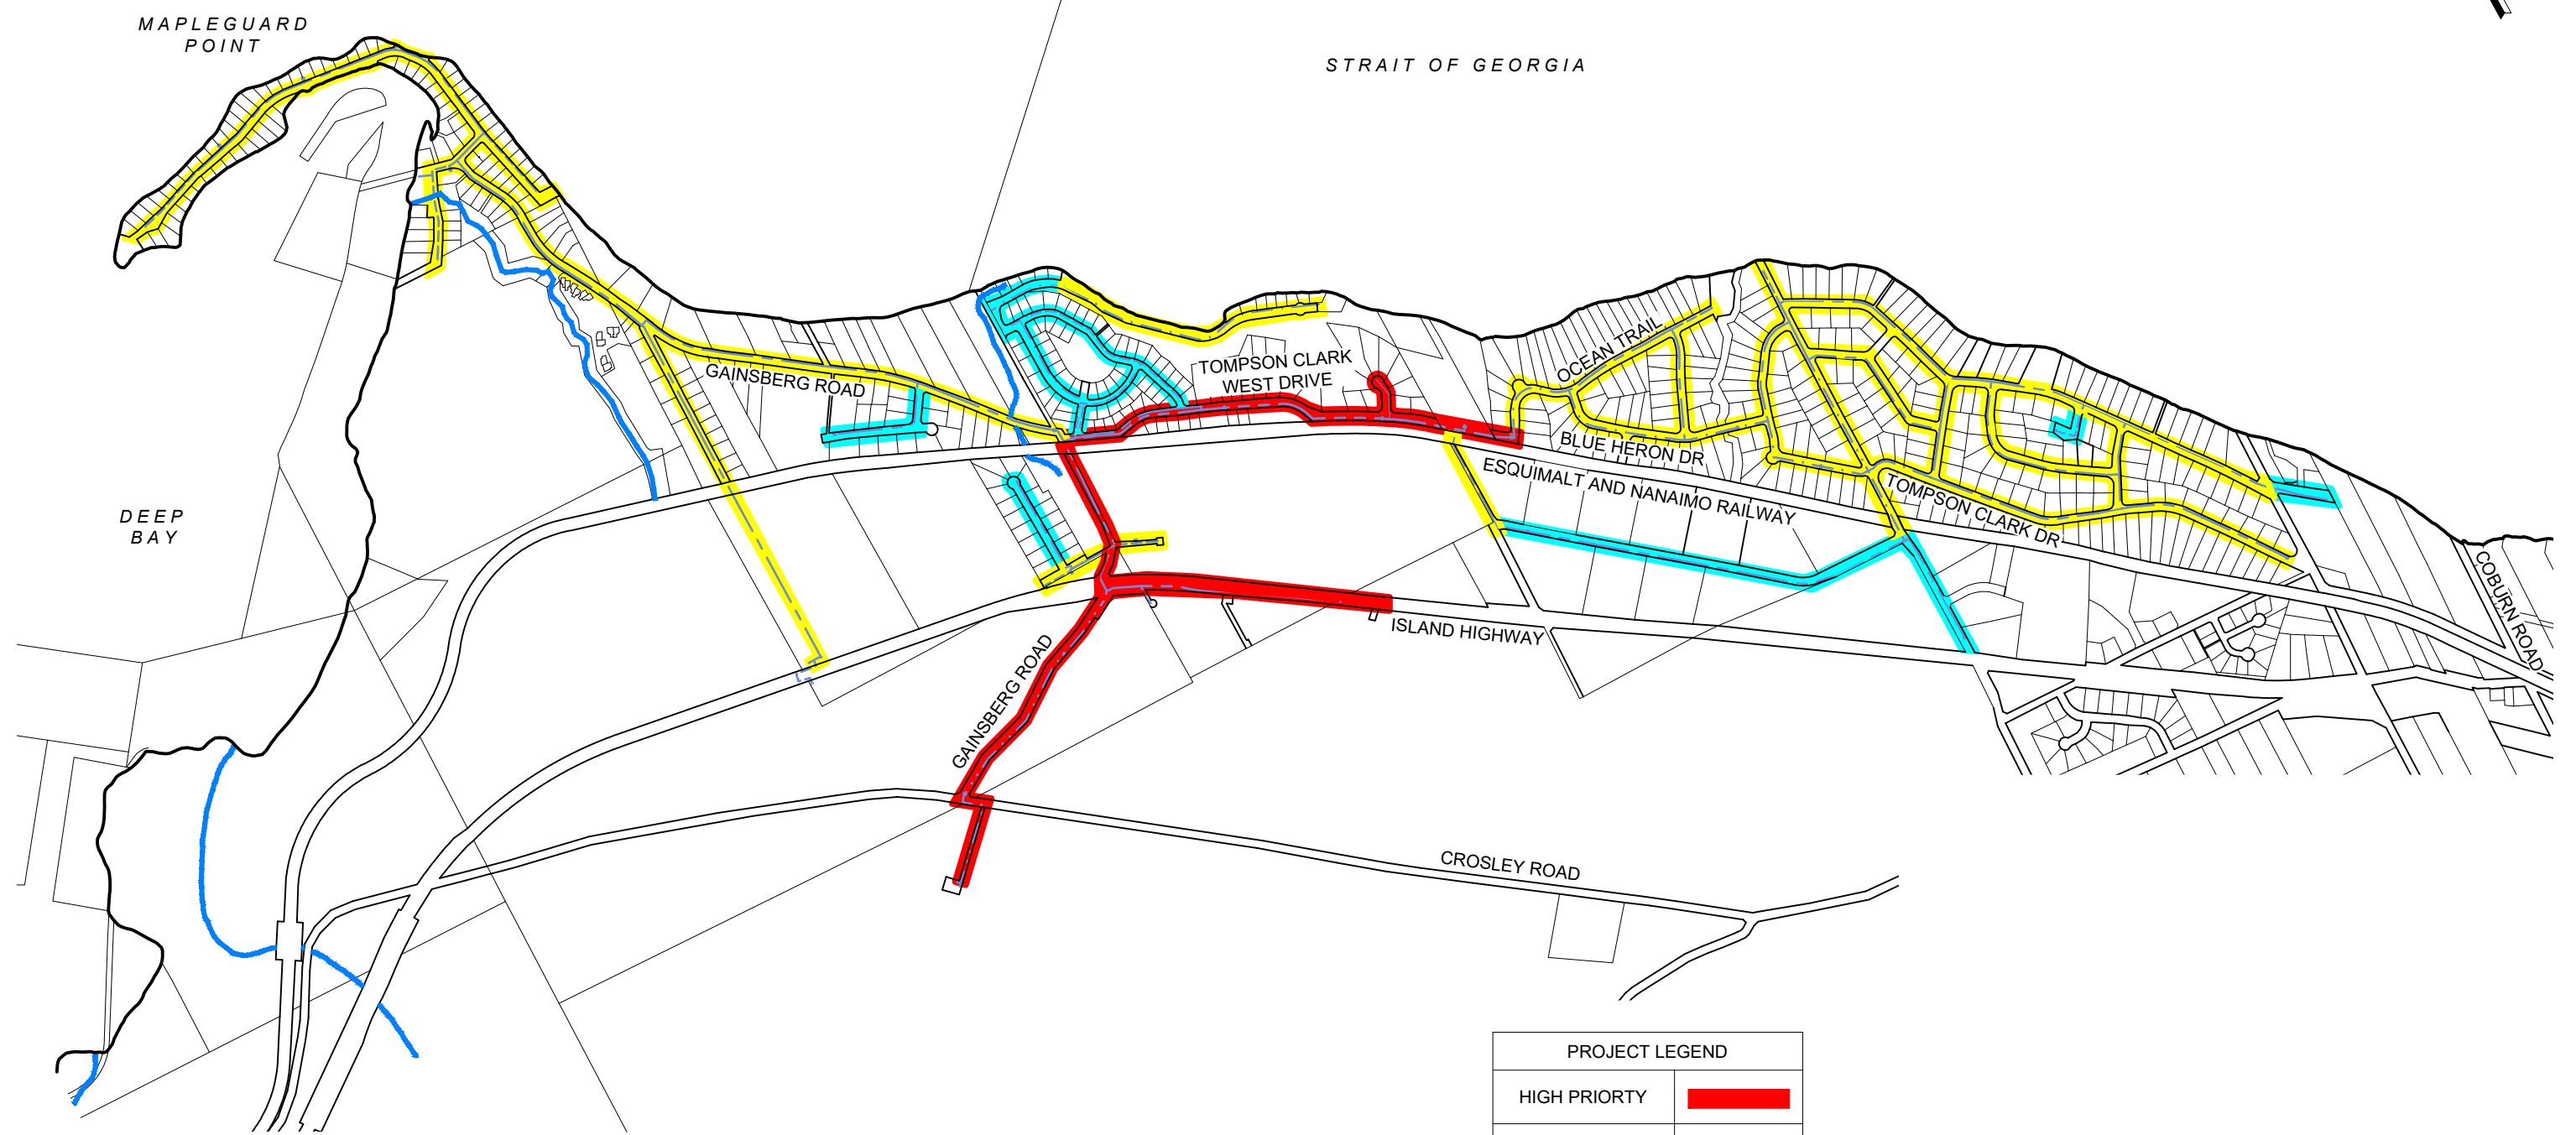 MAPLEGUARD
POINT
STRAIT OF GEORGIA
GAINSBERG ROAD
TOMPSON CLARK
WEST DRIVE
OCEAN TRAIL
BLUE HERON DR
ESQUIMALT AND NANAIMO RAILWAY
TOMPSON CLARK DR
COBURN ROAD
DEEP
BAY
ISLAND HIGHWAY
GAINSBERG ROAD
CROSLEY ROAD
PROJECT LEGEND
HIGH PRIORTY